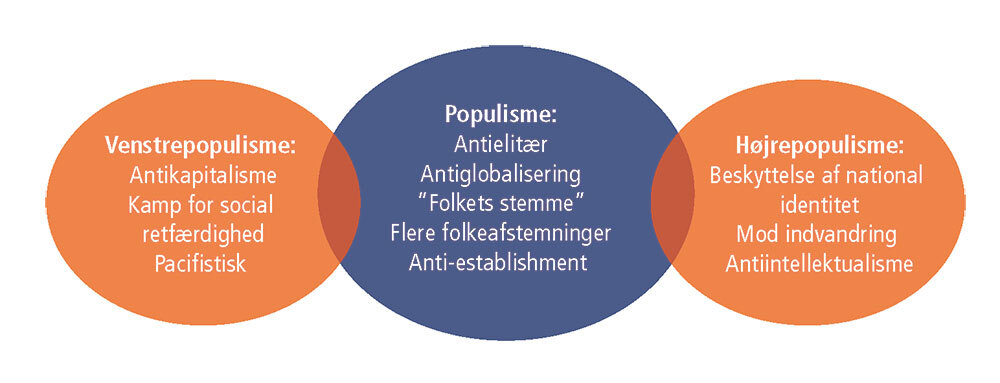 Venstrepopulisme:
Antikapitalisme
Kamp for social
retfærdighed
Pacifistisk
Populisme:
Antielitær
Antiglobalisering
”Folkets stemme”
Flere folkeafstemninger
Anti-establishment
Højrepopulisme:
Beskyttelse af national
identitet
Mod indvandring
Antiintellektualisme